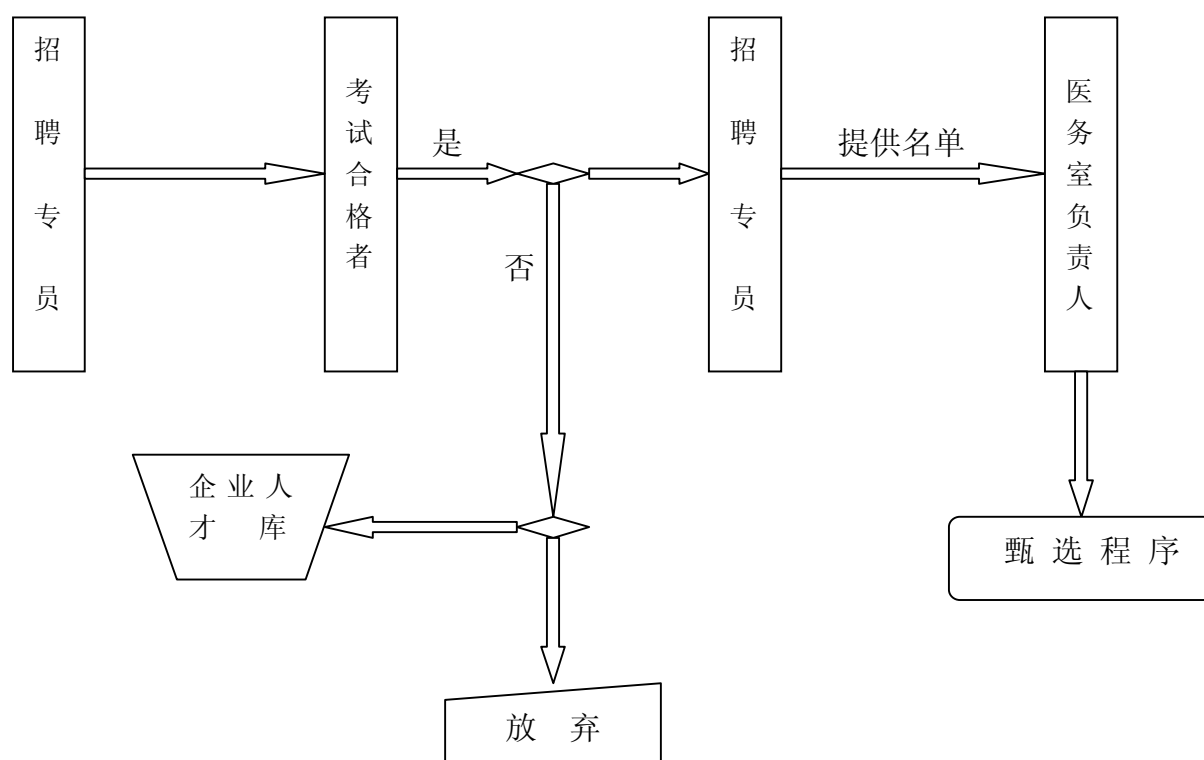 招聘专员
考试合格者
是
否
招聘专员
提供名单
医务室负责人
企业人
才库
甄选程序
放弃